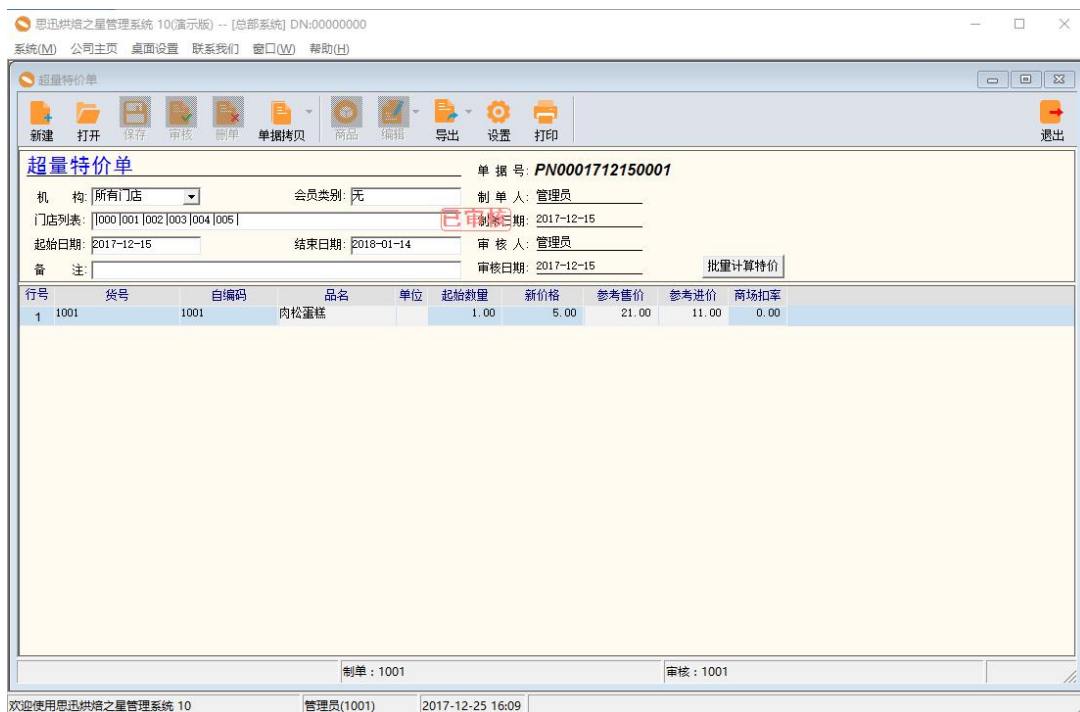 思迅烘焙之星管理系统 10(演示版) -- [总部系统] DN:00000000
系统(M) 公司主页 桌面设置 联系我们 窗口(W) 帮助(H)
超量特价单
新建 打开 保存 审核 删单 单据拷贝 商品 编辑 导出 设置 打印 退出
超量特价单 单 据 号: PN0001712150001
机 构: 所有门店 会员类别: 无 制 单 人: 管理员
门店列表: |000|001|002|003|004|005| 已审核 制单日期: 2017-12-15
起始日期: 2017-12-15 结束日期: 2018-01-14 审 核 人: 管理员
备 注: 审核日期: 2017-12-15 批量计算特价
行号 货号 自编码 品名 单位 起始数量 新价格 参考售价 参考进价 商场扣率
1 1001 1001 肉松蛋糕 1.00 5.00 21.00 11.00 0.00
制单：1001 审核：1001
欢迎使用思迅烘焙之星管理系统 10 管理员(1001) 2017-12-25 16:09